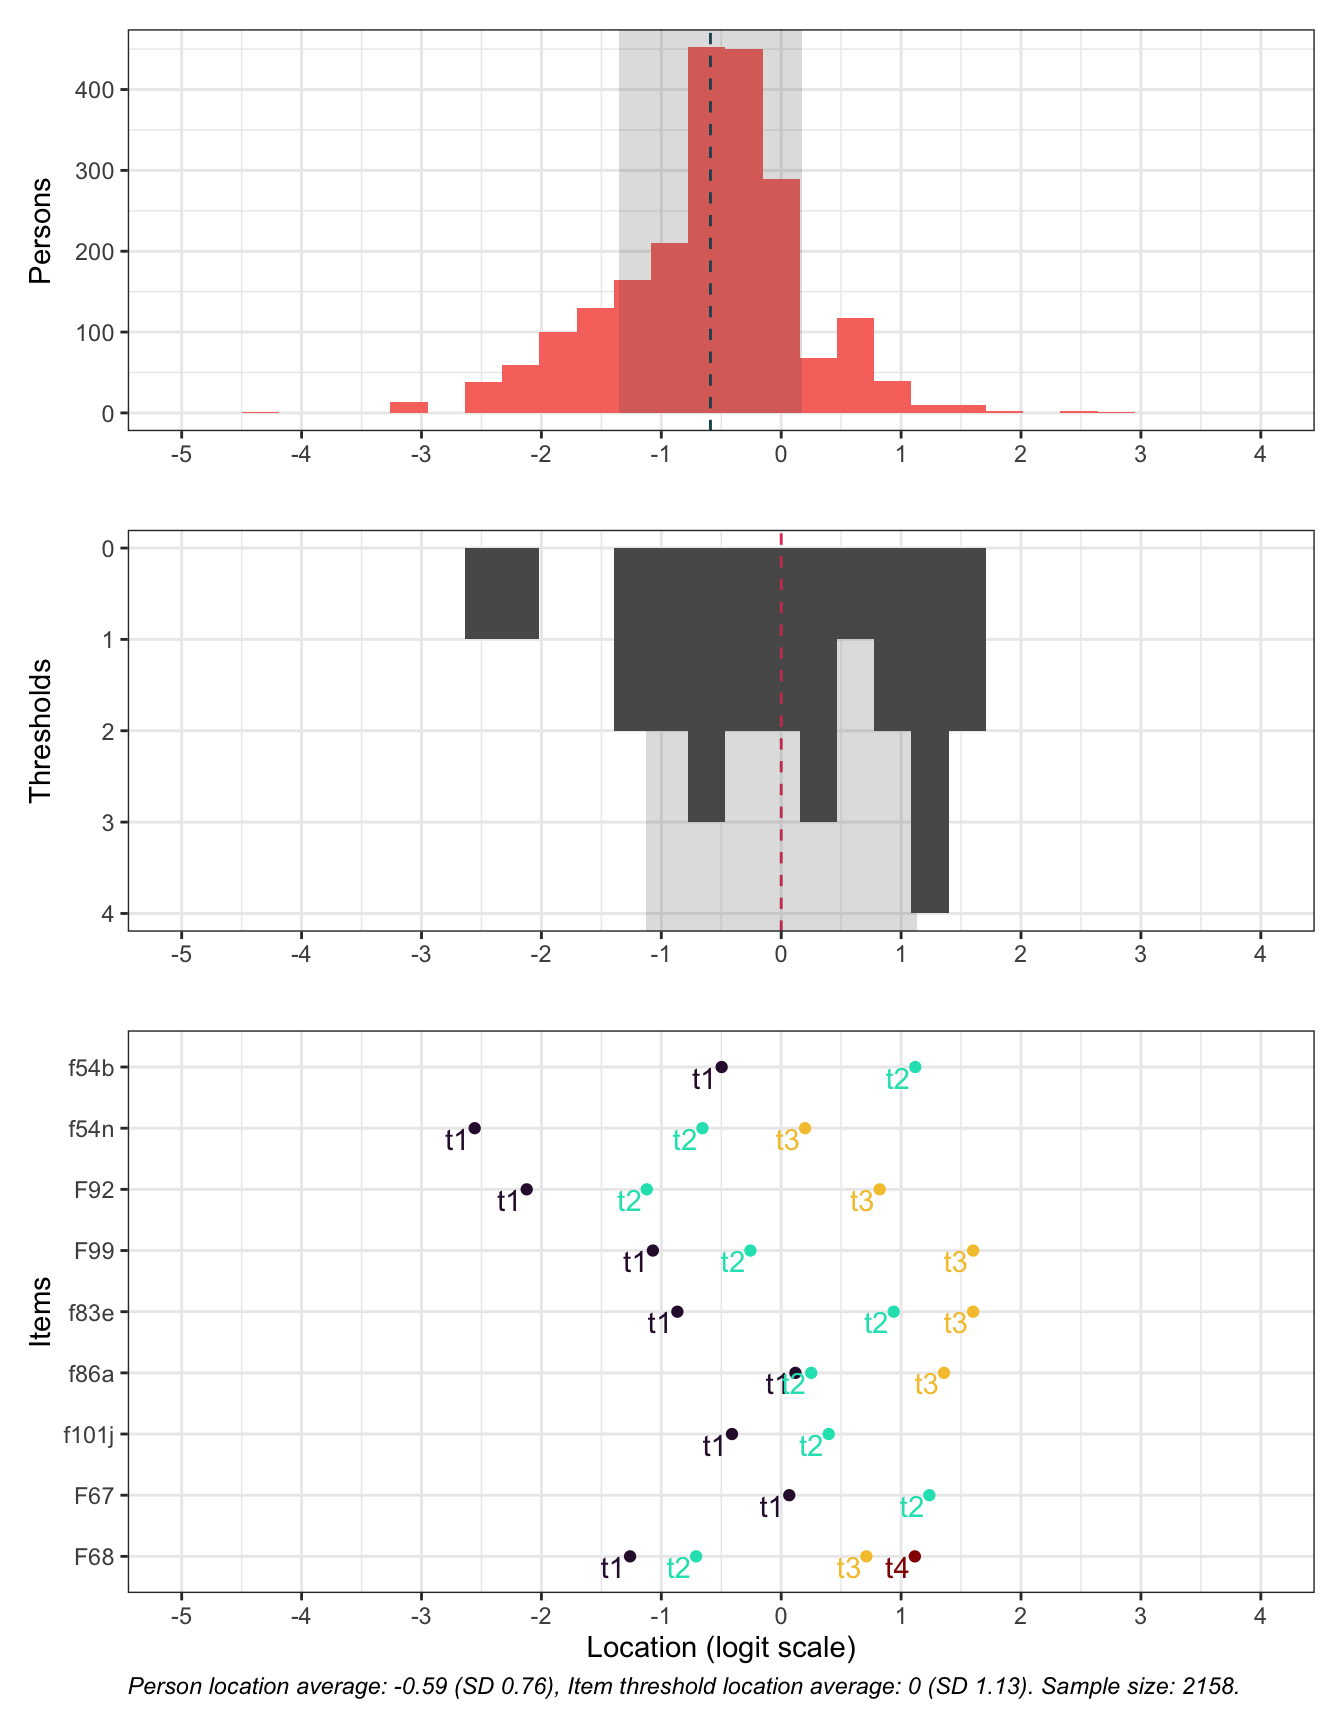 Persons
400
300
200
100
0
-5 -4 -3 -2 -1 0 1 2 3 4
Thresholds
0
1
2
3
4
-5 -4 -3 -2 -1 0 1 2 3 4
Items
f54b t1 t2
f54n t1 t2 t3
F92 t1 t2 t3
F99 t1 t2 t3
f83e t1 t2 t3
f86a t1 t2 t3
f101j t1 t2
F67 t1 t2
F68 t1 t2 t3 t4
-5 -4 -3 -2 -1 0 1 2 3 4
Location (logit scale)
Person location average: -0.59 (SD 0.76), Item threshold location average: 0 (SD 1.13). Sample size: 2158.